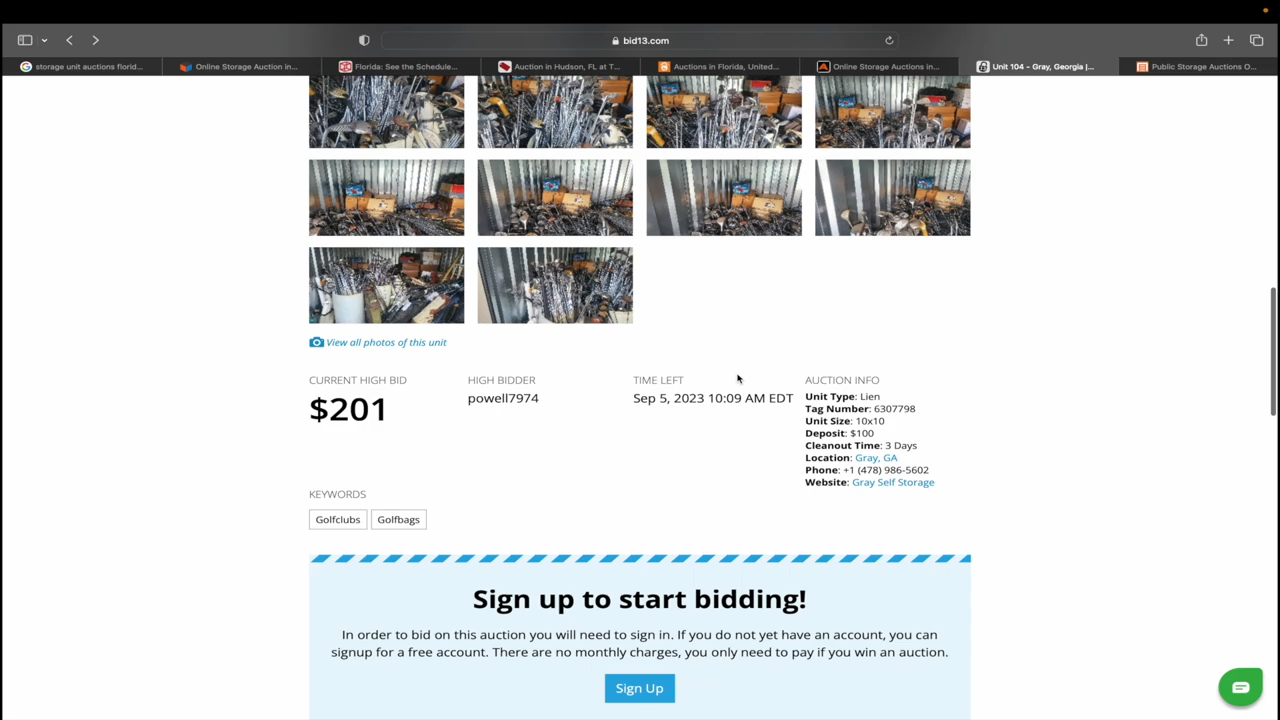 bid13.com
storage unit auctions florid...
Online Storage Auction in...
Florida: See the Schedule...
Auction in Hudson, FL at T...
Auctions in Florida, United...
Online Storage Auctions in...
Unit 104 – Gray, Georgia |...
Public Storage Auctions O...
View all photos of this unit
CURRENT HIGH BID
$201
HIGH BIDDER
powell7974
TIME LEFT
Sep 5, 2023 10:09 AM EDT
AUCTION INFO
Unit Type: Lien
Tag Number: 6307798
Unit Size: 10x10
Deposit: $100
Cleanout Time: 3 Days
Location: Gray, GA
Phone: +1 (478) 986-5602
Website: Gray Self Storage
KEYWORDS
Golfclubs
Golfbags
Sign up to start bidding!
In order to bid on this auction you will need to sign in. If you do not yet have an account, you can
signup for a free account. There are no monthly charges, you only need to pay if you win an auction.
Sign Up